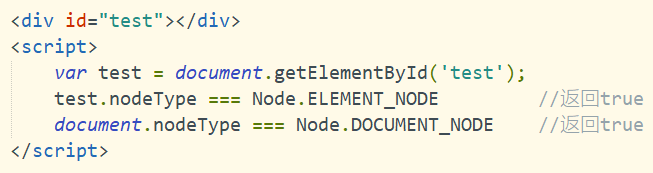 <div id="test"></div>
<script>
    var test = document.getElementById('test');
    test.nodeType === Node.ELEMENT_NODE          //返回true
    document.nodeType === Node.DOCUMENT_NODE     //返回true
</script>